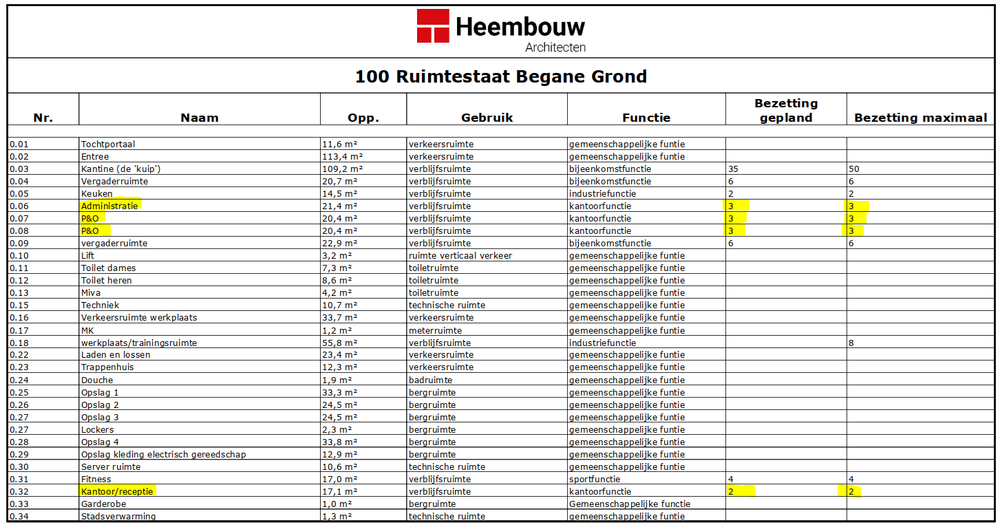 Heembouw
Architecten
100 Ruimtestaat Begane Grond
Nr. Naam Opp. Gebruik Functie Bezetting gepland Bezetting maximaal
0.01 Tochtportaal 11,6 m² verkeersruimte gemeenschappelijke funtie
0.02 Entree 113,4 m² verkeersruimte gemeenschappelijke funtie
0.03 Kantine (de 'kuip') 109,2 m² verblijfsruimte bijeenkomstfunctie 35 50
0.04 Vergaderruimte 20,7 m² verblijfsruimte bijeenkomstfunctie 6 6
0.05 Keuken 14,5 m² verblijfsruimte industriefunctie 2 2
0.06 Administratie 21,4 m² verblijfsruimte kantoorfunctie 3 3
0.07 P&O 20,4 m² verblijfsruimte kantoorfunctie 3 3
0.08 P&O 20,4 m² verblijfsruimte kantoorfunctie 3 3
0.09 vergaderruimte 22,9 m² verblijfsruimte bijeenkomstfunctie 6 6
0.10 Lift 3,2 m² ruimte verticaal verkeer gemeenschappelijke funtie
0.11 Toilet dames 7,3 m² toiletruimte gemeenschappelijke funtie
0.12 Toilet heren 8,6 m² toiletruimte gemeenschappelijke funtie
0.13 Miva 4,2 m² toiletruimte gemeenschappelijke funtie
0.15 Techniek 10,7 m² technische ruimte gemeenschappelijke funtie
0.16 Verkeersruimte werkplaats 33,7 m² verkeersruimte gemeenschappelijke funtie
0.17 MK 1,2 m² meterruimte gemeenschappelijke funtie
0.18 werkplaats/trainingsruimte 55,8 m² verblijfsruimte industriefunctie 8
0.22 Laden en lossen 23,4 m² verkeersruimte gemeenschappelijke funtie
0.23 Trappenhuis 12,3 m² verkeersruimte gemeenschappelijke funtie
0.24 Douche 1,9 m² badruimte gemeenschappelijke funtie
0.25 Opslag 1 33,3 m² bergruimte gemeenschappelijke funtie
0.26 Opslag 2 24,5 m² bergruimte gemeenschappelijke funtie
0.27 Opslag 3 24,5 m² bergruimte gemeenschappelijke funtie
0.27 Lockers 2,3 m² bergruimte gemeenschappelijke funtie
0.28 Opslag 4 33,8 m² bergruimte gemeenschappelijke funtie
0.29 Opslag kleding electrisch gereedschap 12,9 m² bergruimte gemeenschappelijke funtie
0.30 Server ruimte 10,6 m² technische ruimte gemeenschappelijke funtie
0.31 Fitness 17,0 m² verblijfsruimte sportfunctie 4 4
0.32 Kantoor/receptie 17,1 m² verblijfsruimte kantoorfunctie 2 2
0.33 Garderobe 1,0 m² bergruimte Gemeenschappelijke functie
0.34 Stadsverwarming 1,3 m² technische ruimte gemeenschappelijke funtie